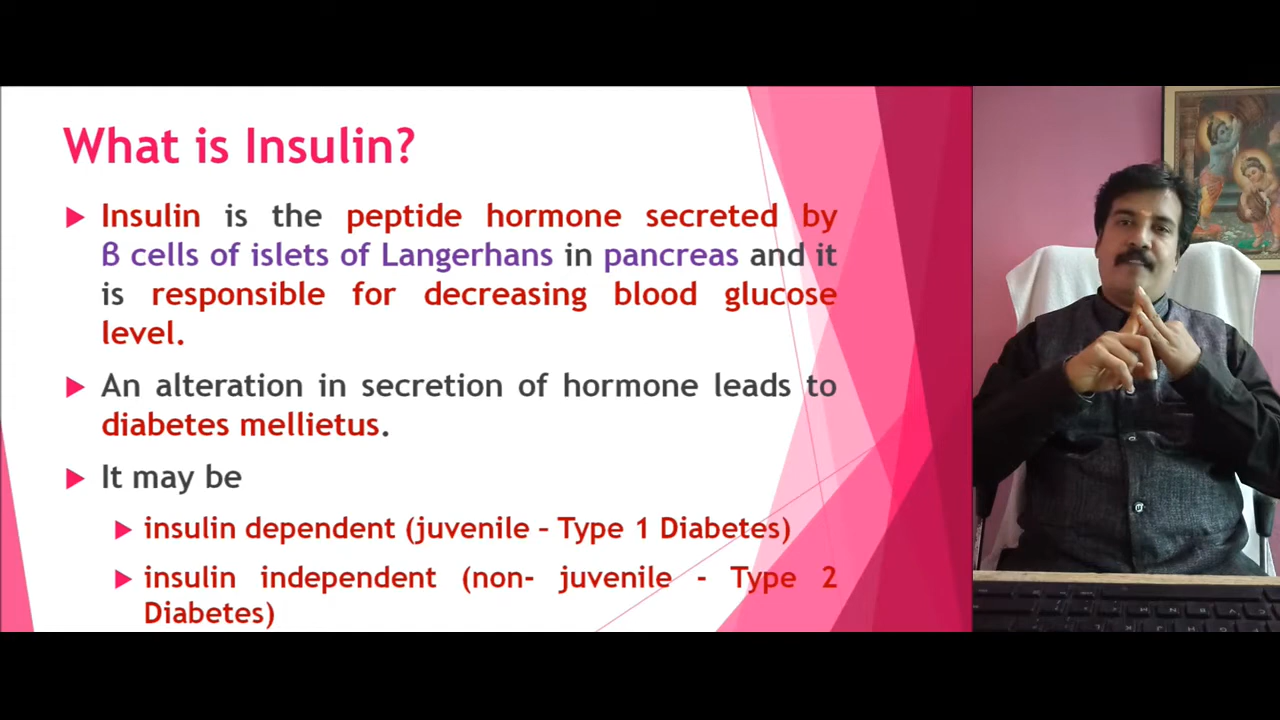 What is Insulin?
Insulin is the peptide hormone secreted by
β cells of islets of Langerhans in pancreas and it
is responsible for decreasing blood glucose
level.
An alteration in secretion of hormone leads to
diabetes mellietus.
It may be
insulin dependent (juvenile – Type 1 Diabetes)
insulin independent (non- juvenile - Type 2
Diabetes)